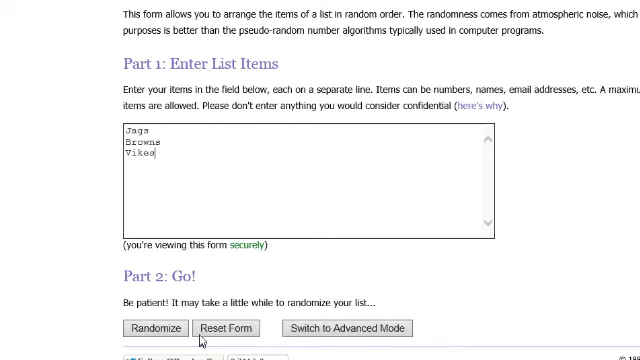 This form allows you to arrange the items of a list in random order. The randomness comes from atmospheric noise, which
purposes is better than the pseudo-random number algorithms typically used in computer programs.
Part 1: Enter List Items
Enter your items in the field below, each on a separate line. Items can be numbers, names, email addresses, etc. A maximu
items are allowed. Please don't enter anything you would consider confidential (here's why).
Jags
Browns
Vikes
(you're viewing this form securely)
Part 2: Go!
Be patient! It may take a little while to randomize your list...
Randomize Reset Form Switch to Advanced Mode